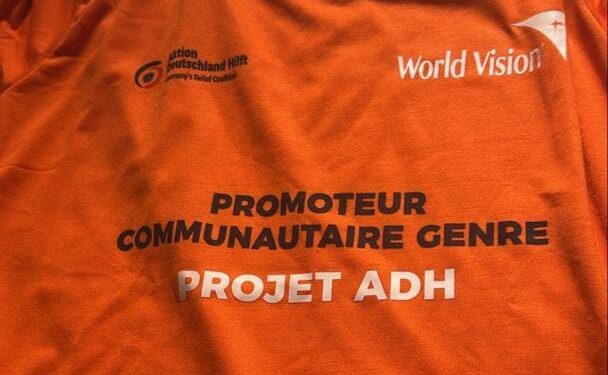 Aktion
Deutschland Hilft
Germany's Relief Coalition
World Vision
PROMOTEUR
COMMUNAUTAIRE GENRE
PROJET ADH